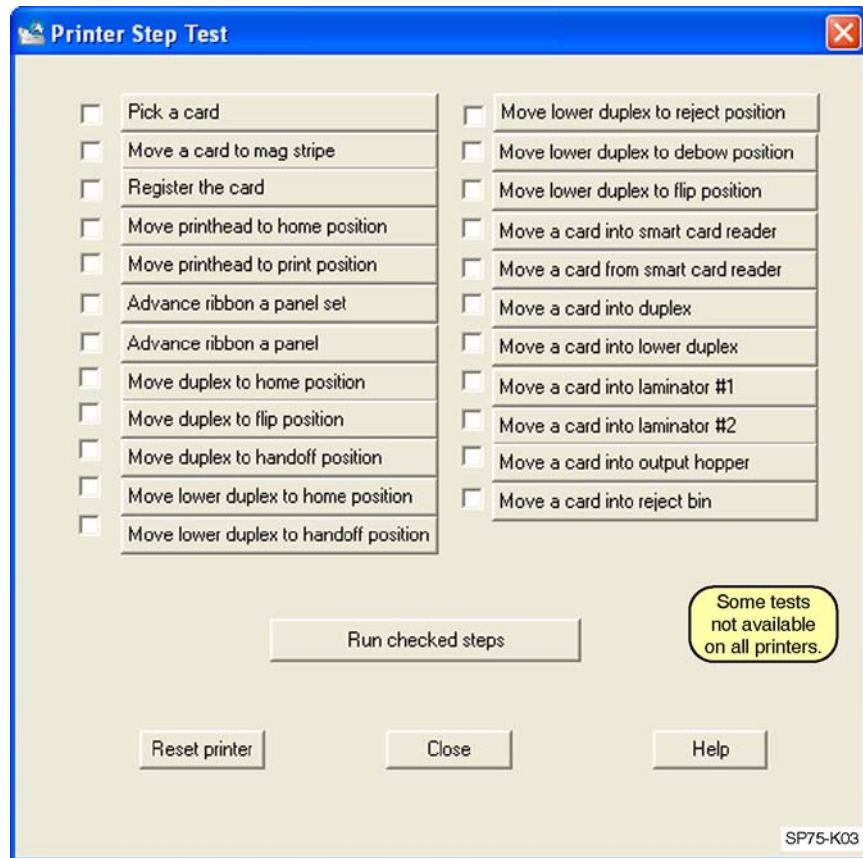 Printer Step Test
Pick a card
Move a card to mag stripe
Register the card
Move printhead to home position
Move printhead to print position
Advance ribbon a panel set
Advance ribbon a panel
Move duplex to home position
Move duplex to flip position
Move duplex to handoff position
Move lower duplex to home position
Move lower duplex to handoff position
Move lower duplex to reject position
Move lower duplex to debow position
Move lower duplex to flip position
Move a card into smart card reader
Move a card from smart card reader
Move a card into duplex
Move a card into lower duplex
Move a card into laminator #1
Move a card into laminator #2
Move a card into output hopper
Move a card into reject bin
Some tests
not available
on all printers.
Run checked steps
Reset printer
Close
Help
SP75-K03